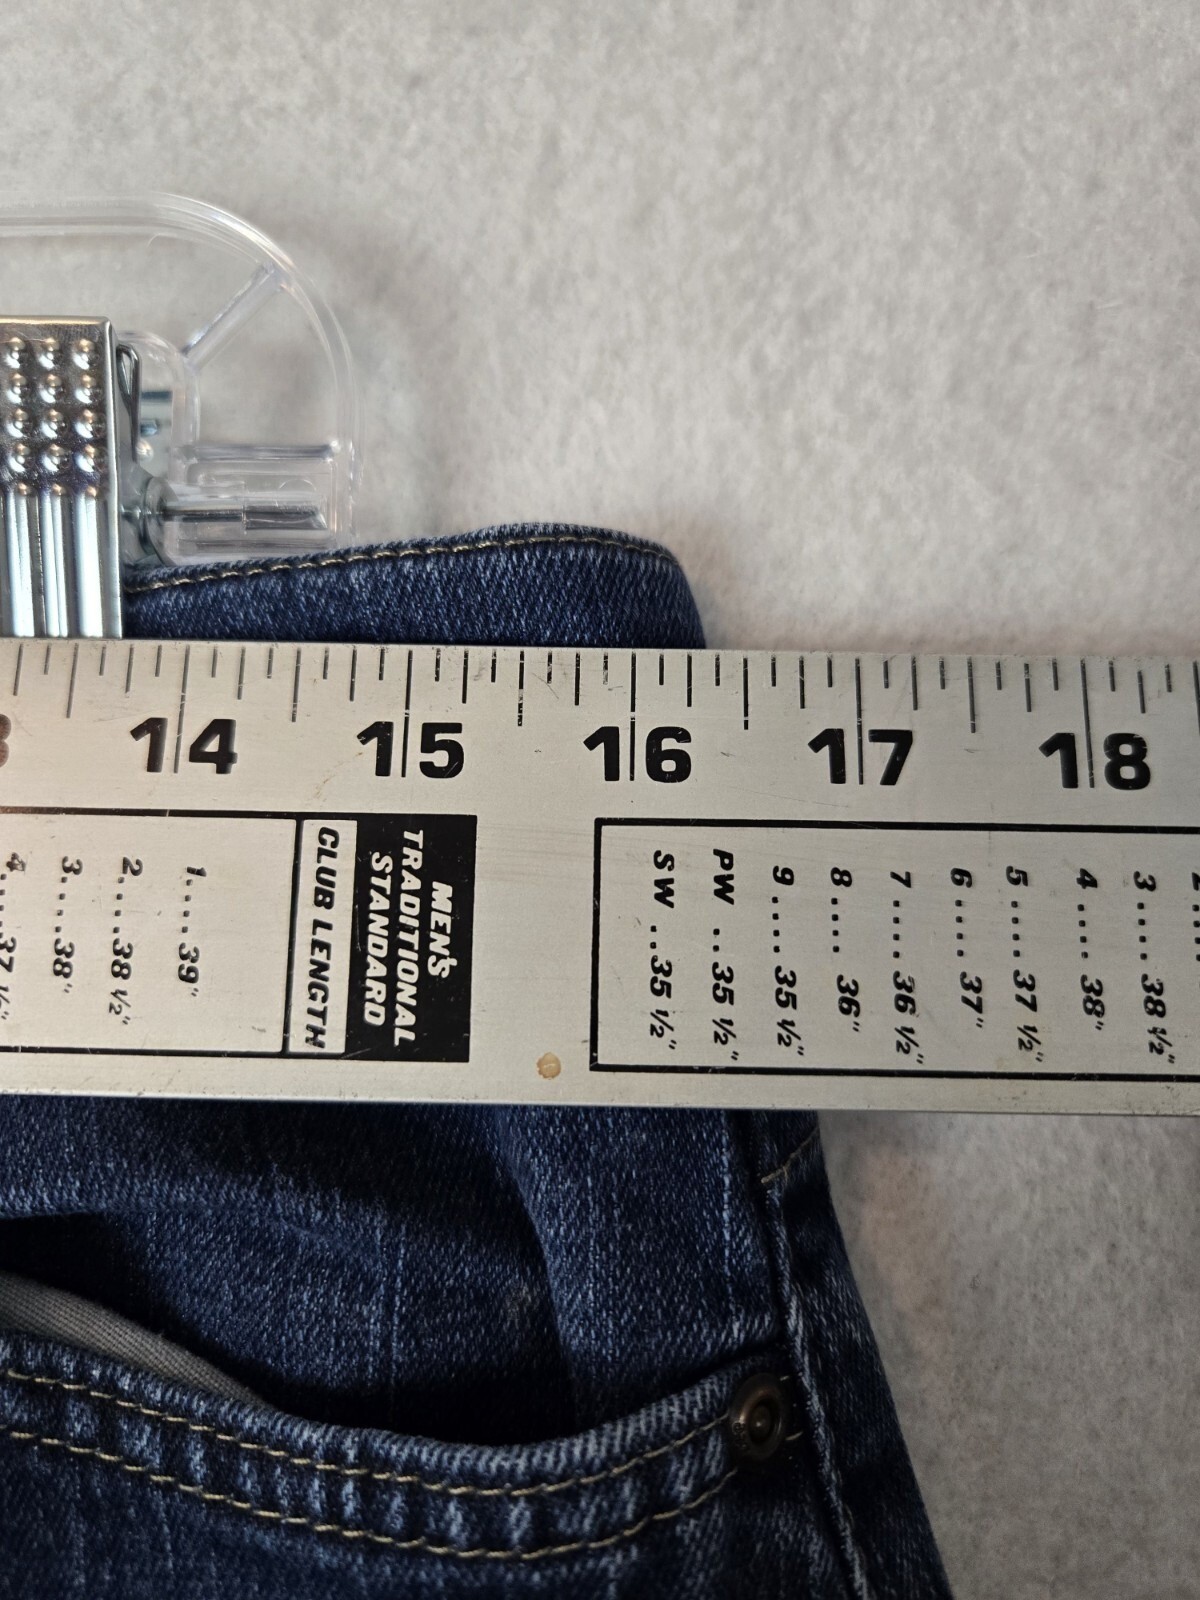 14 15 16 17 18
MEN's
TRADITIONAL
STANDARD
CLUB LENGTH
1.....39"
2.....38 ½"
3.....38"
3.....38 ½"
4.....38"
5.....37 ½"
6.....37"
7.....36 ½"
8.....36"
9.....35 ½"
PW ..35 ½"
SW ..35 ½"